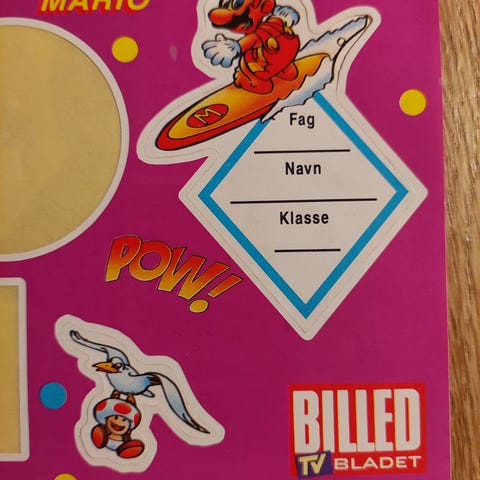 MARIO
M
Fag
Navn
Klasse
POW!
BILLED
TV BLADET